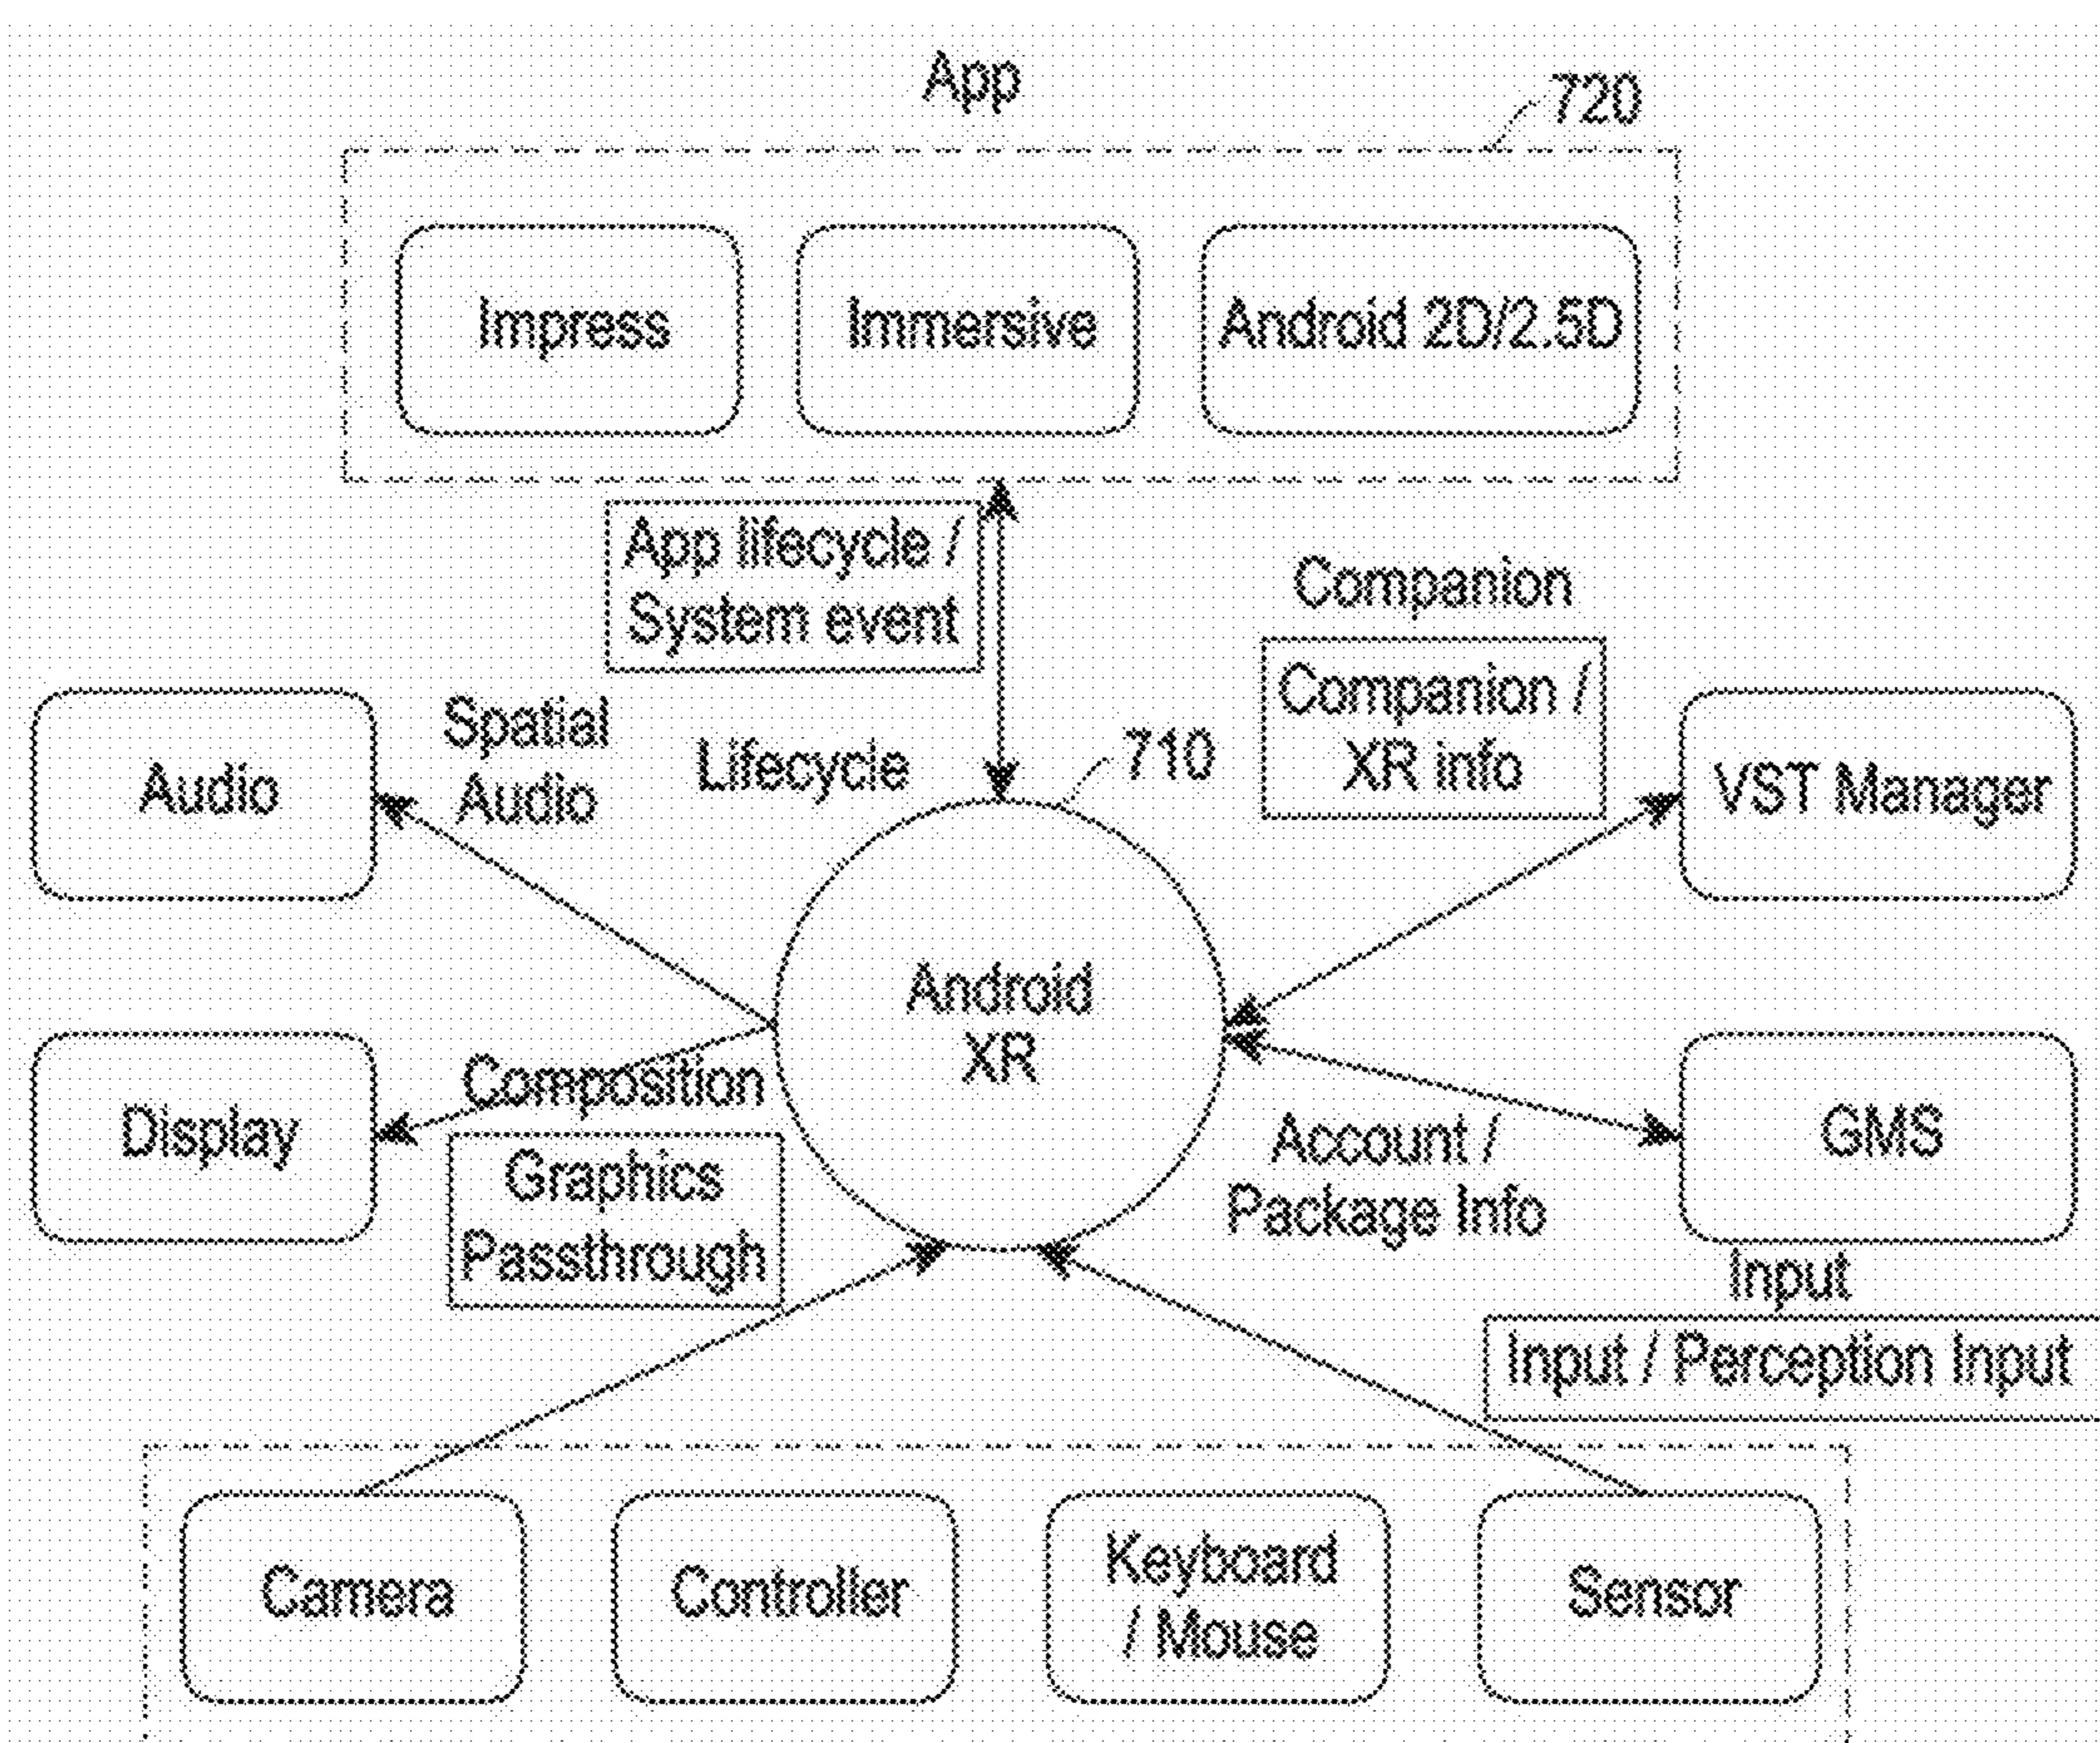 App
720
Impress
Immersive
Android 2D/2.5D
App lifecycle /
System event
Companion
Companion /
XR info
Spatial
Audio
Lifecycle
710
Audio
VST Manager
Android
XR
Display
Composition
Graphics
Passthrough
Account /
Package Info
GMS
Input
Input / Perception Input
Camera
Controller
Keyboard
/ Mouse
Sensor